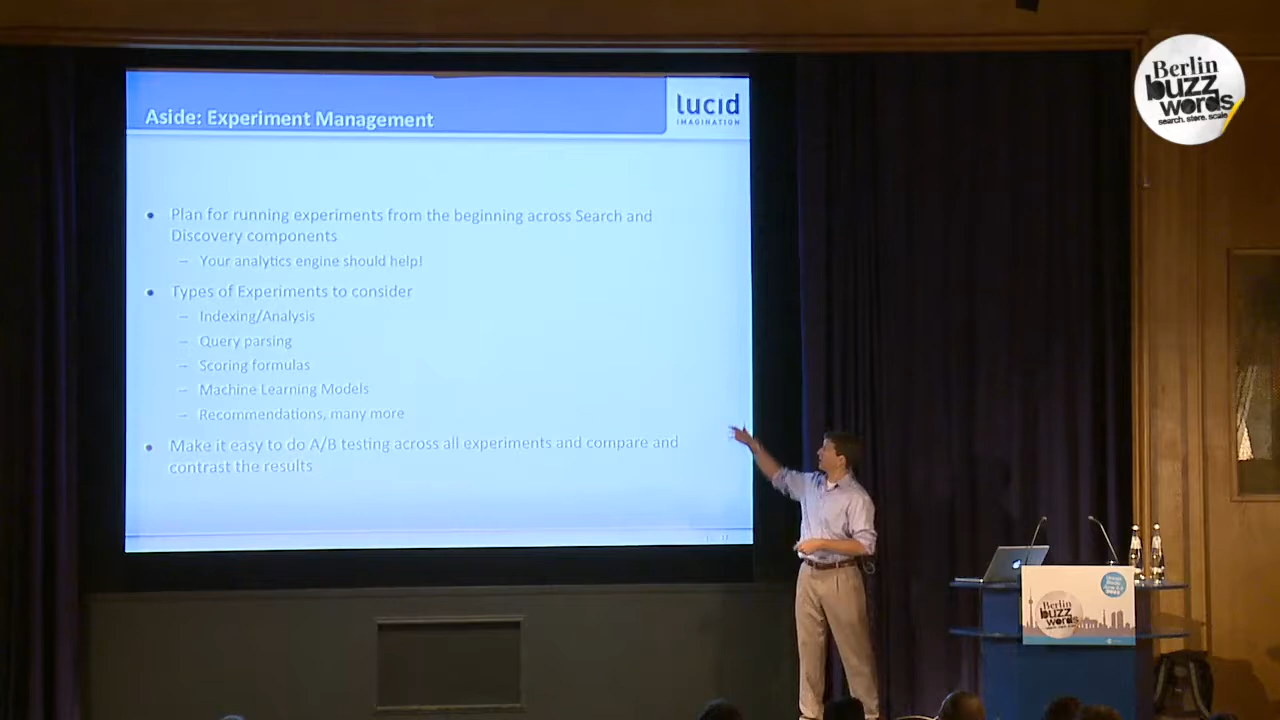 Aside: Experiment Management
lucid
IMAGINATION
• Plan for running experiments from the beginning across Search and
Discovery components
– Your analytics engine should help!
• Types of Experiments to consider
– Indexing/Analysis
– Query parsing
– Scoring formulas
– Machine Learning Models
– Recommendations, many more
• Make it easy to do A/B testing across all experiments and compare and
contrast the results
Berlin
buzz
words
search. store. scale
Berlin
buzz
words